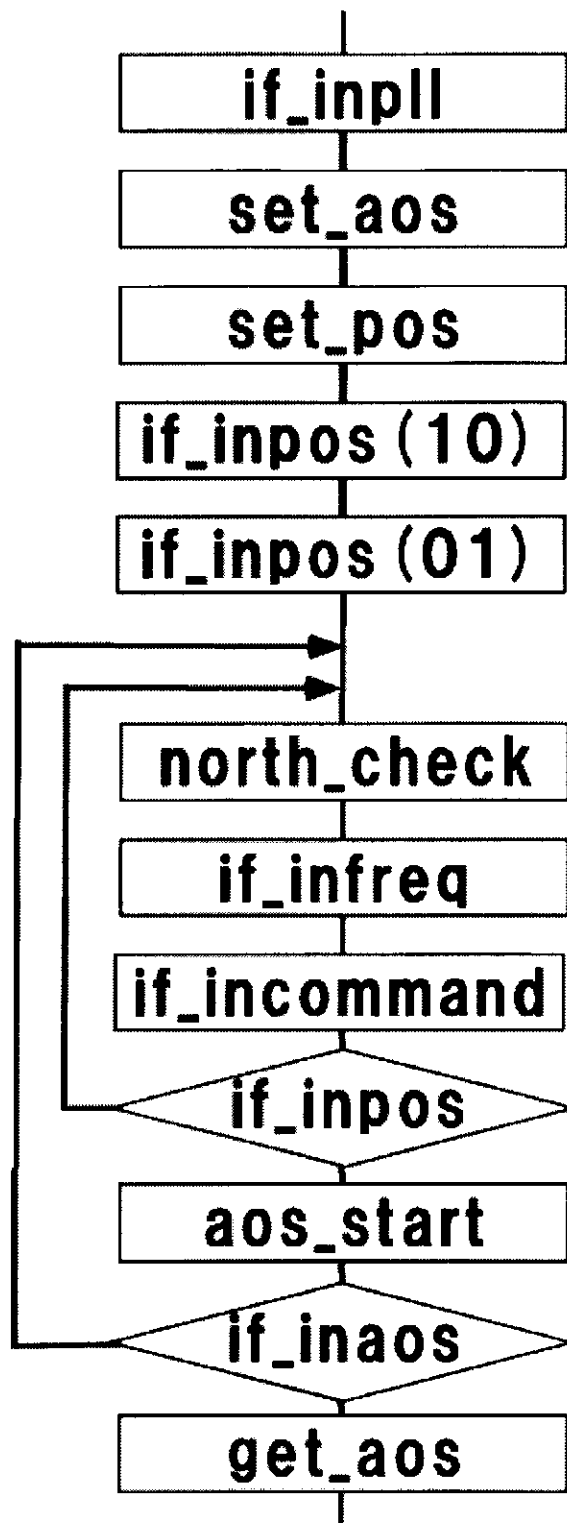 if_inpll
set_aos
set_pos
if_inpos(10)
if_inpos(01)
north_check
if_infreq
if_incommand
if_inpos
aos_start
if_inaos
get_aos